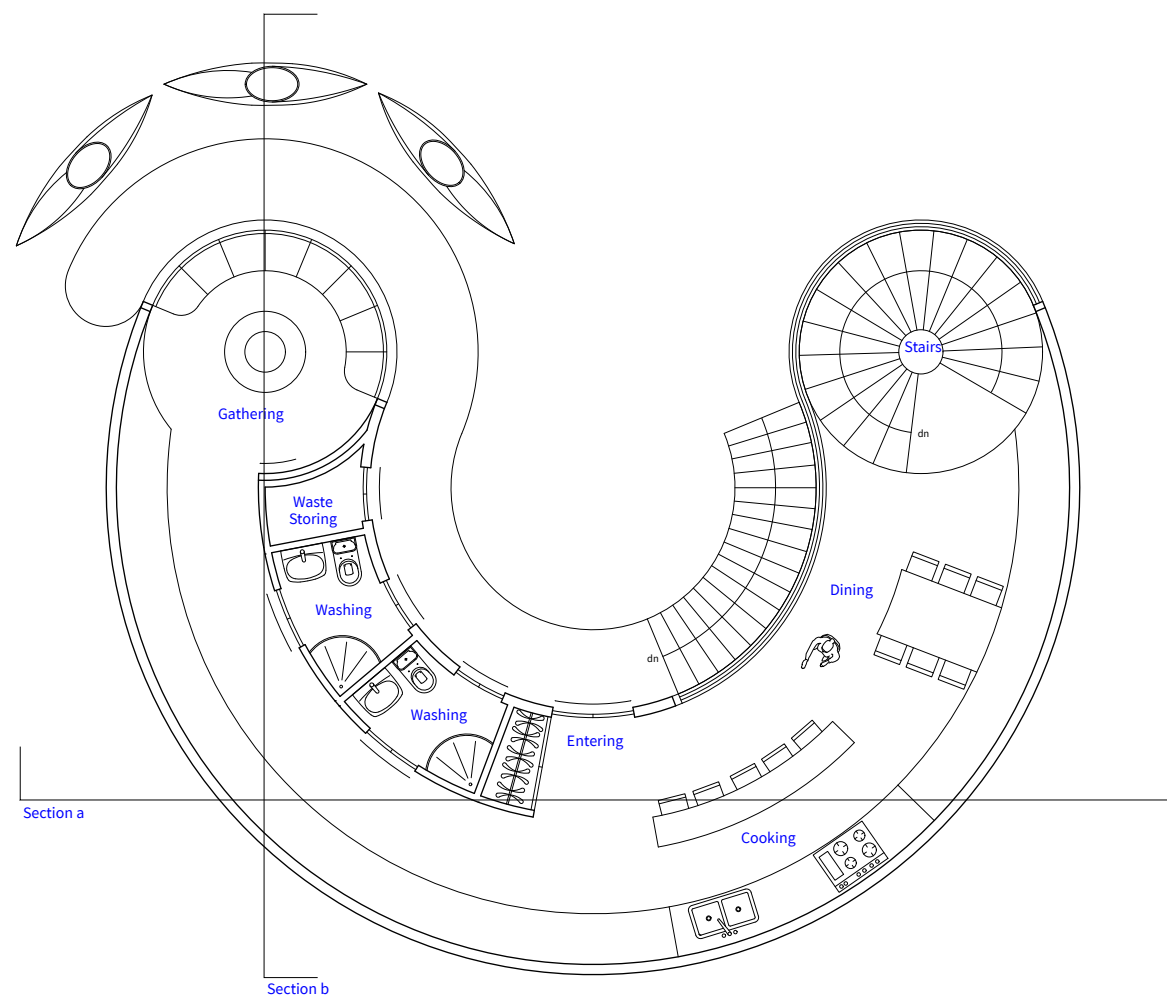 Stairs
Gathering
dn
Waste
Storing
Dining
Washing
dn
Washing
Entering
Section a
Cooking
Section b